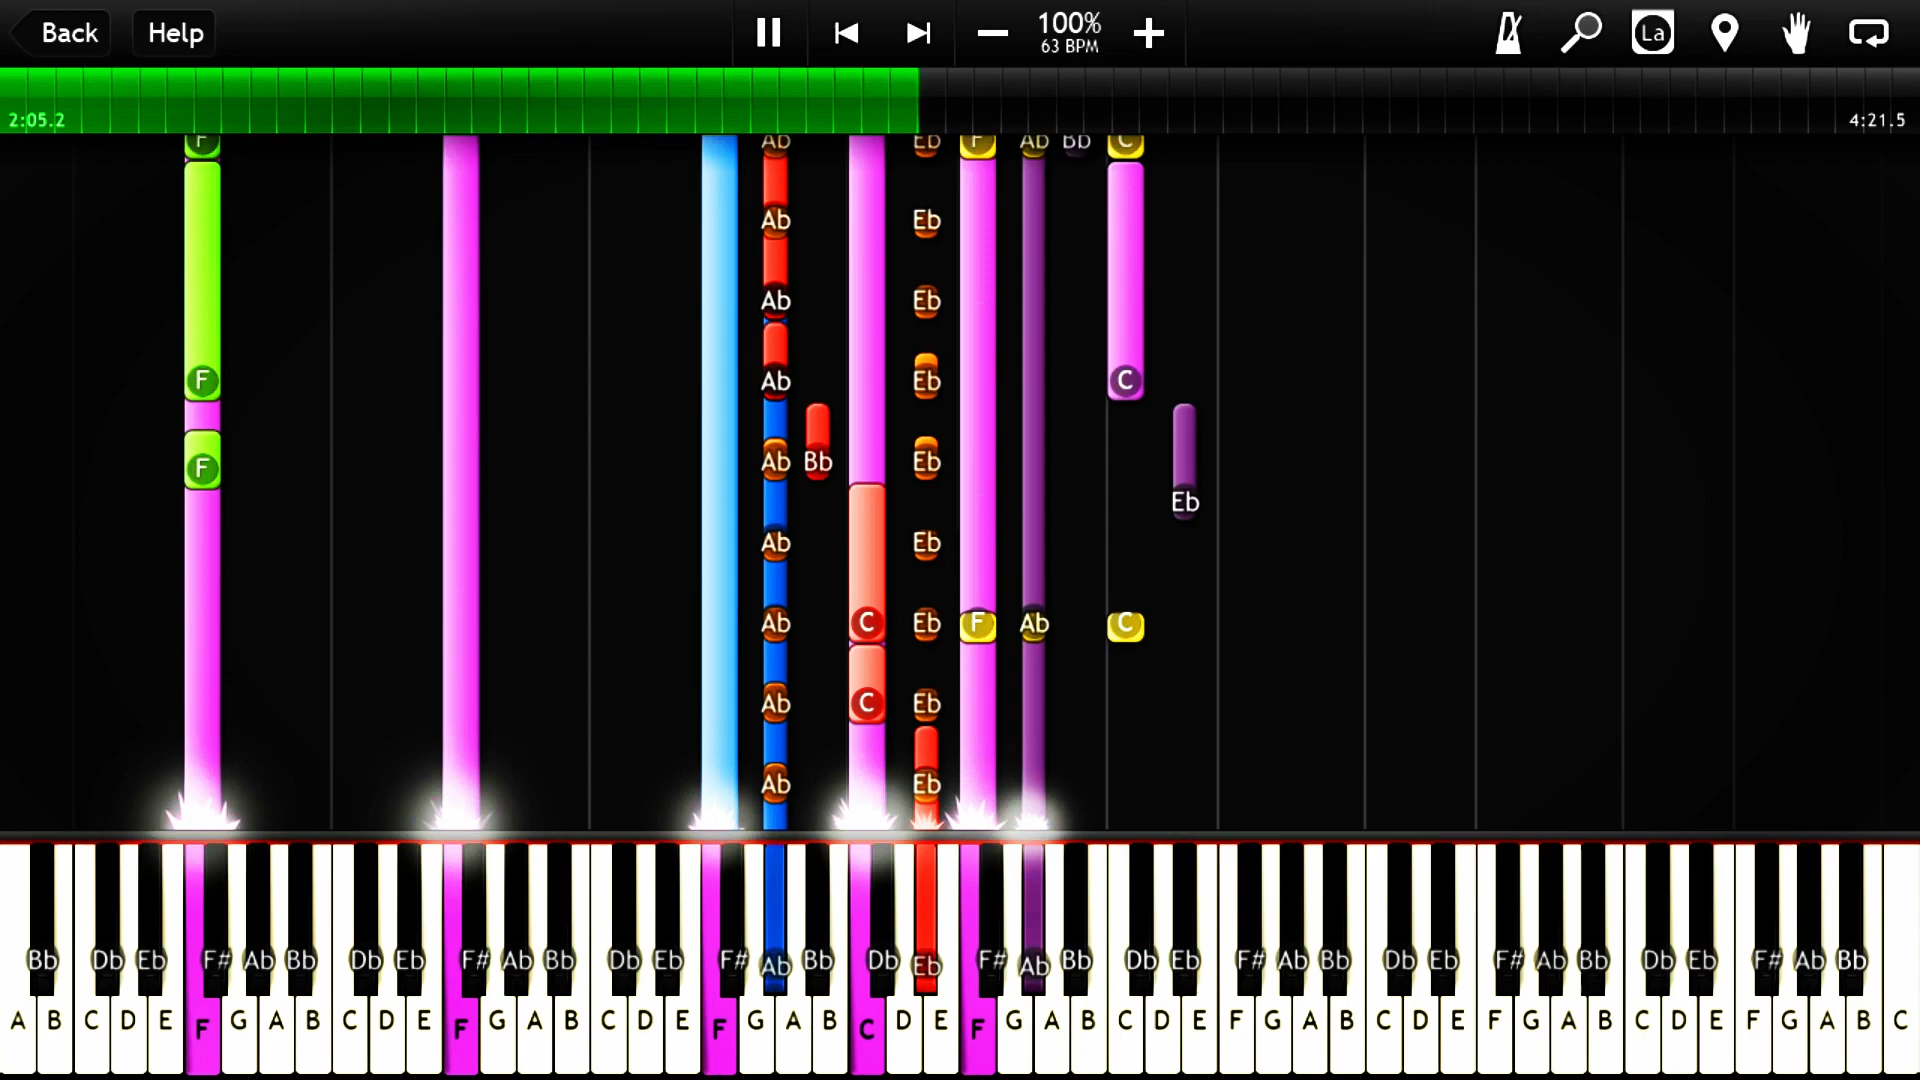 Back Help 100% La
63 BPM
2:05.2 4:21.5
F Ab Eb F Ab Bb C
Ab Eb
Ab Eb
F Ab Eb C
F Ab Bb Eb
Eb
Ab Eb
Ab C Eb F Ab C
Ab C Eb
Ab Eb
Bb Db Eb F# Ab Bb Db Eb F# Ab Bb Db Eb F# Ab Bb Db Eb F# Ab Bb Db Eb F# Ab Bb Db Eb F# Ab Bb Db Eb F# Ab Bb
A B C D E F G A B C D E F G A B C D E F G A B C D E F G A B C D E F G A B C D E F G A B C D E F G A B C